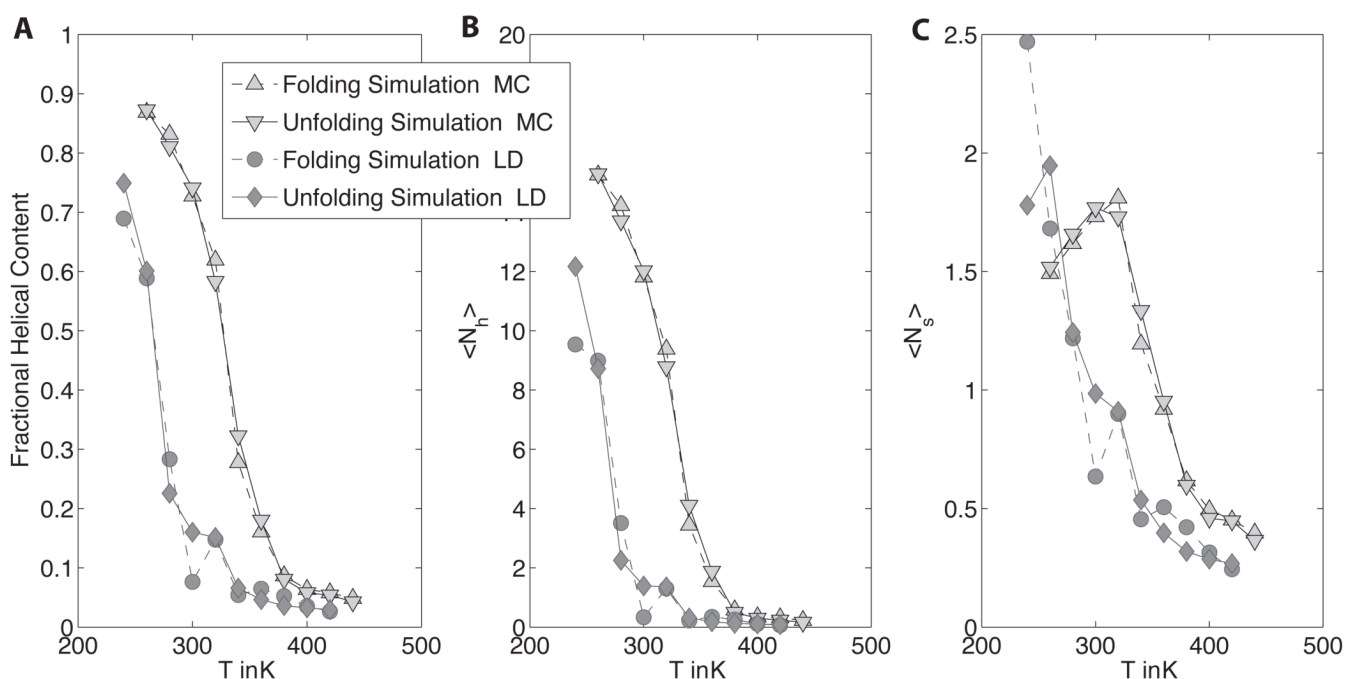 A
B
C
Fractional Helical Content
1
0.9
0.8
0.7
0.6
0.5
0.4
0.3
0.2
0.1
0
200
300
400
500
T inK
Folding Simulation MC
Unfolding Simulation MC
Folding Simulation LD
Unfolding Simulation LD
<N_h>
20
12
10
8
6
4
2
0
200
300
400
500
T inK
<N_s>
2.5
2
1.5
1
0.5
0
200
300
400
500
T inK